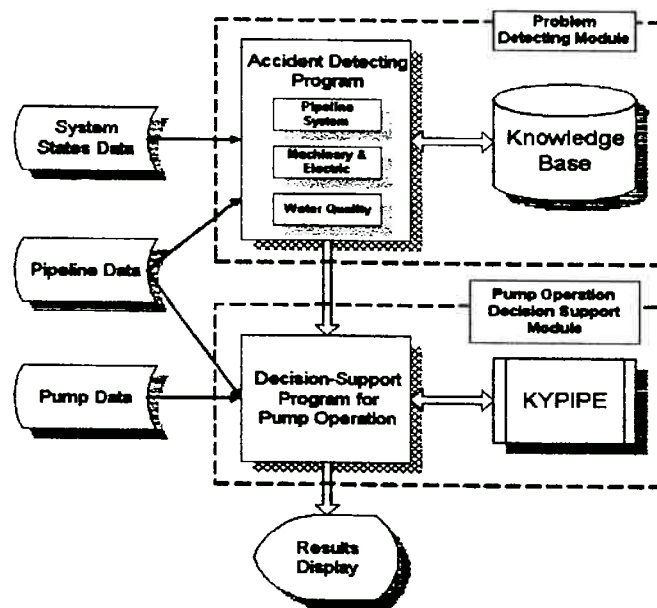 Problem
Detecting Module
Accident Detecting
Program
Pipeline
System
Machinery &
Electric
Water Quality
System
States Data
Knowledge
Base
Pipeline Data
Pump Operation
Decision Support
Module
Pump Data
Decision-Support
Program for
Pump Operation
KYPIPE
Results
Display